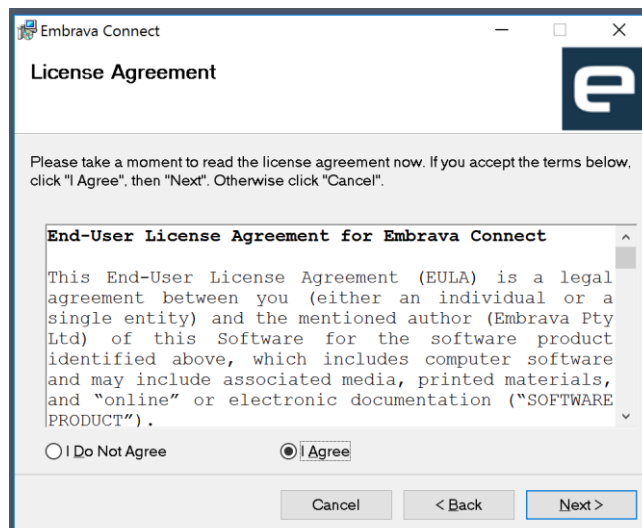 Embrava Connect
License Agreement
e
Please take a moment to read the license agreement now. If you accept the terms below,
click "I Agree", then "Next". Otherwise click "Cancel".
End-User License Agreement for Embrava Connect
This End-User License Agreement (EULA) is a legal
agreement between you (either an individual or a
single entity) and the mentioned author (Embrava Pty
Ltd) of this Software for the software product
identified above, which includes computer software
and may include associated media, printed materials,
and “online” or electronic documentation (“SOFTWARE
PRODUCT”).
I Do Not Agree
I Agree
Cancel
< Back
Next >